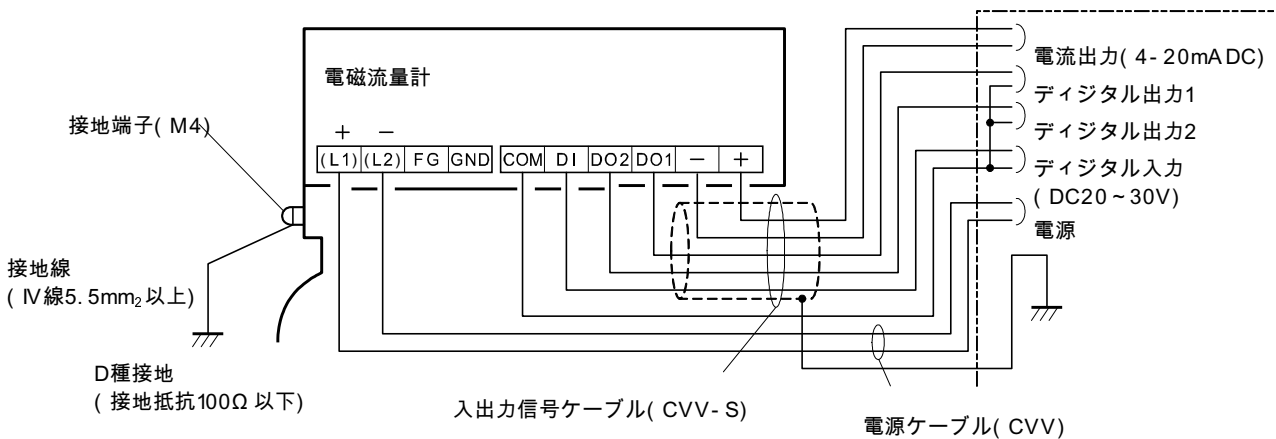 電磁流量計
接地端子( M4)
+ −
(L1) (L2) FG GND COM DI DO2 DO1 − +
接地線
( IV線5. 5mm2以上)
D種接地
( 接地抵抗100Ω 以下)
電流出力( 4- 20mA DC)
ディジタル出力1
ディジタル出力2
ディジタル入力
( DC20 ~ 30V)
電源
入出力信号ケーブル( CVV- S)
電源ケーブル( CVV)